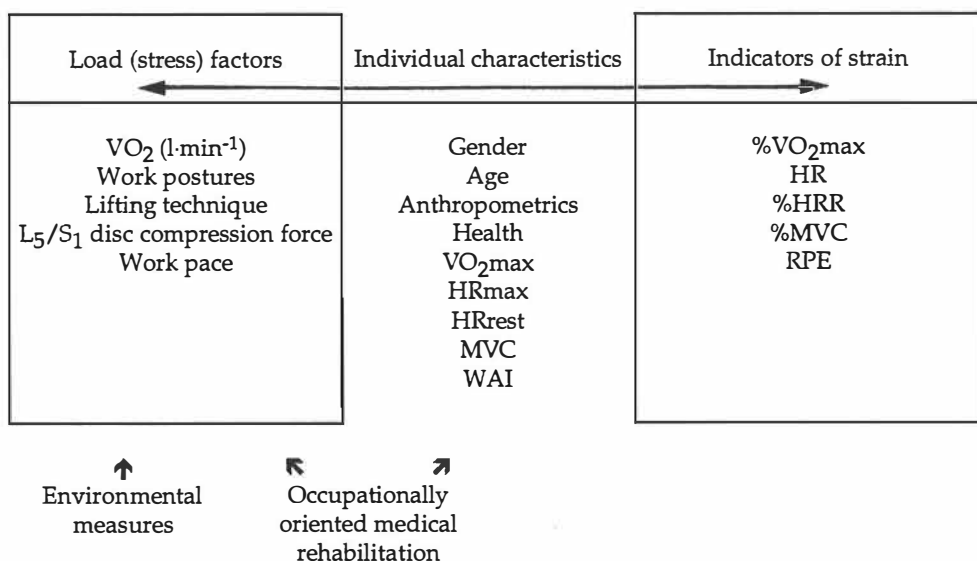 Load (stress) factors
Individual characteristics
Indicators of strain
VO₂ (l·min⁻¹)
Work postures
Lifting technique
L₅/S₁ disc compression force
Work pace
Gender
Age
Anthropometrics
Health
VO₂max
HRmax
HRrest
MVC
WAI
%VO₂max
HR
%HRR
%MVC
RPE
Environmental
measures
Occupationally
oriented medical
rehabilitation